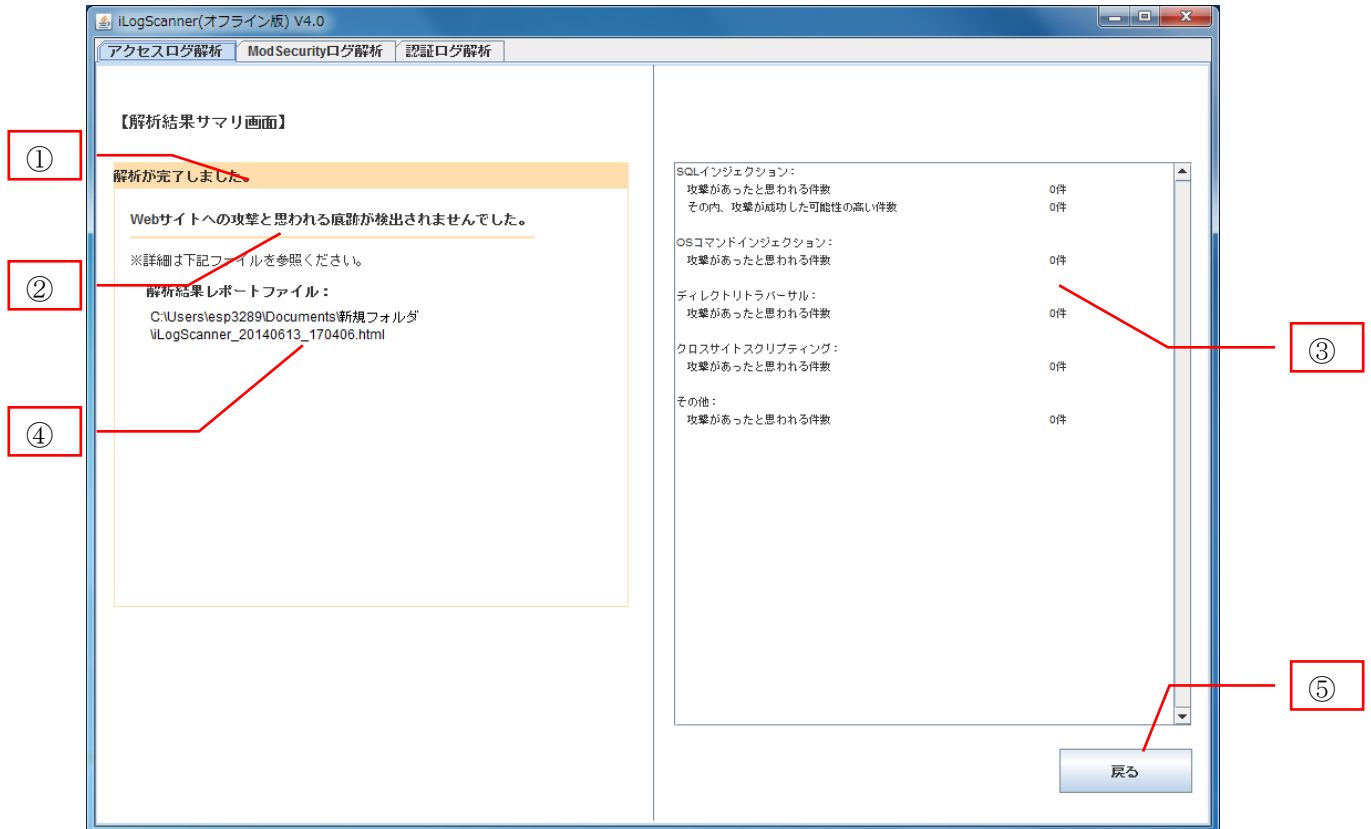 iLogScanner(オフライン版) V4.0
アクセスログ解析 ModSecurityログ解析 認証ログ解析
【解析結果サマリ画面】
①
解析が完了しました。
Webサイトへの攻撃と思われる痕跡が検出されませんでした。
②
※詳細は下記ファイルを参照ください。
解析結果レポートファイル：
C:\Users\esp3289\Documents\新規フォルダ
\iLogScanner_20140613_170406.html
④
SQLインジェクション：
攻撃があったと思われる件数 0件
その内、攻撃が成功した可能性の高い件数 0件
OSコマンドインジェクション：
攻撃があったと思われる件数 0件
ディレクトリトラバーサル：
攻撃があったと思われる件数 0件
③
クロスサイトスクリプティング：
攻撃があったと思われる件数 0件
その他：
攻撃があったと思われる件数 0件
⑤
戻る